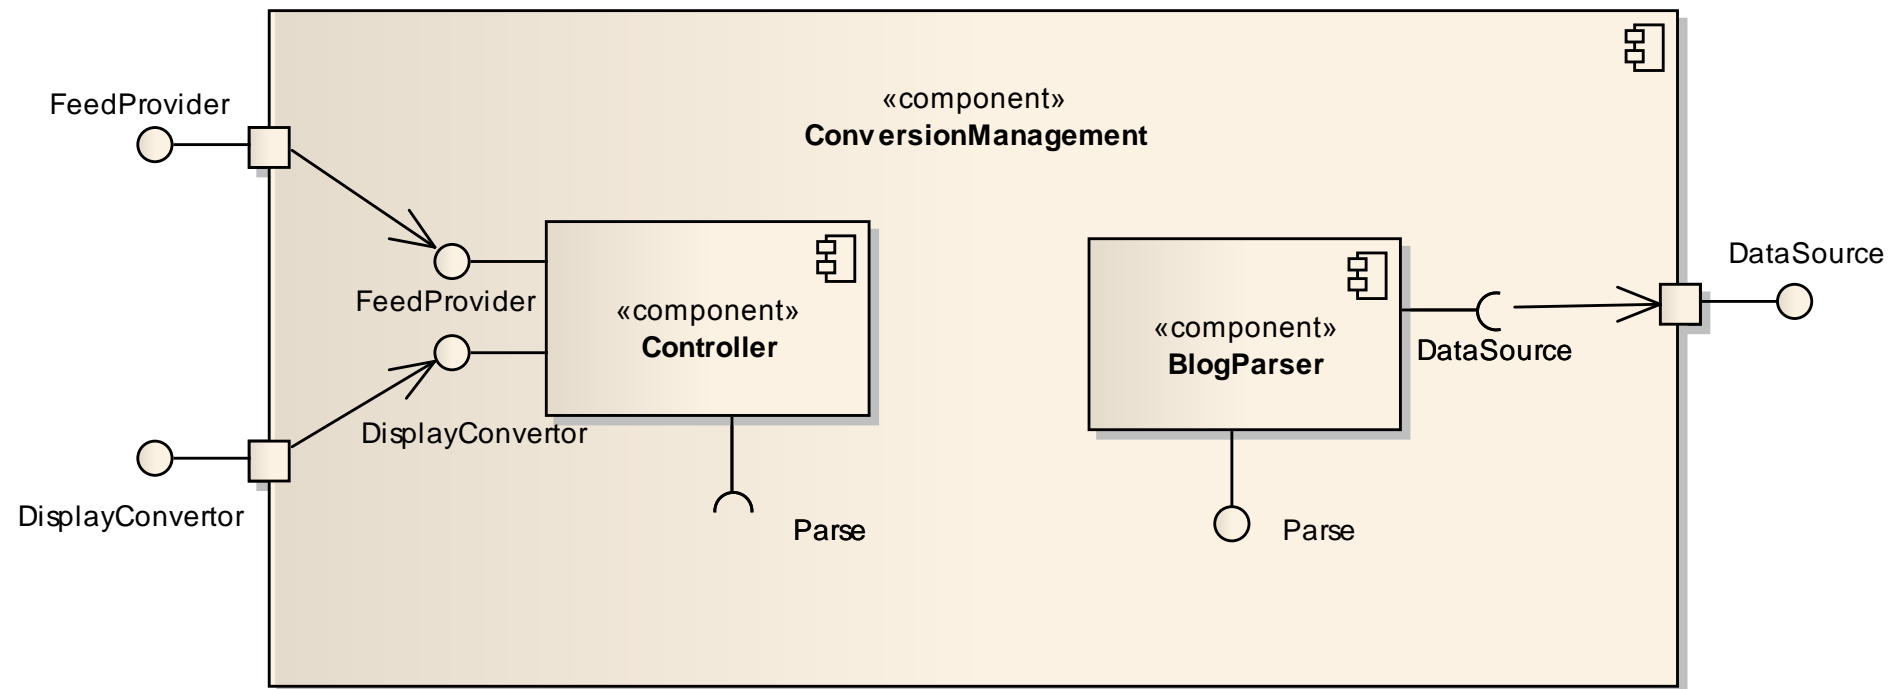 «component»
ConversionManagement
FeedProvider
FeedProvider
«component»
Controller
DisplayConvertor
DisplayConvertor
Parse
«component»
BlogParser
DataSource
DataSource
Parse